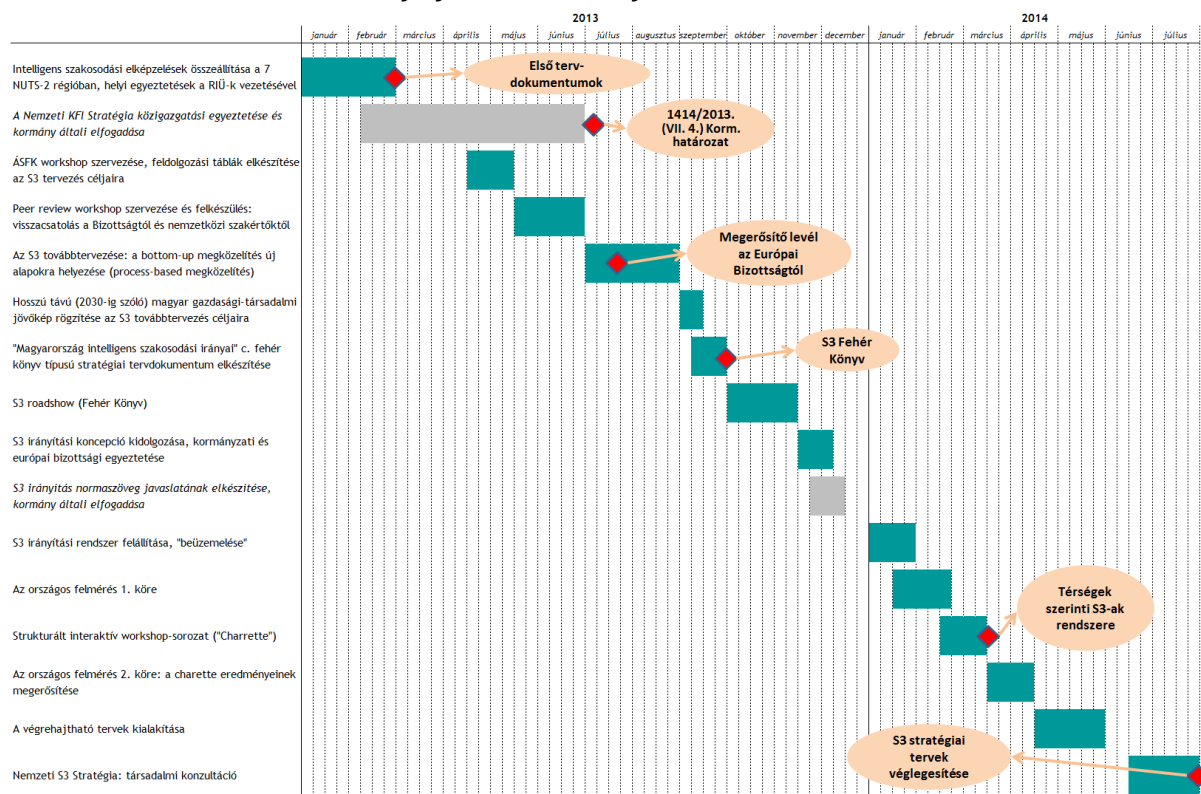 2013
2014
január február március április május június július augusztus szeptember október november december január február március április május június július
Intelligens szakosodási elképzelések összeállítása a 7
NUTS-2 régióban, helyi egyeztetések a RIÜ-k vezetésével
Első terv-
dokumentumok
A Nemzeti KFI Stratégia közigazgatási egyeztetése és
kormány általi elfogadása
1414/2013.
(VII. 4.) Korm.
határozat
ÁSFK workshop szervezése, feldolgozási táblák elkészítése
az S3 tervezés céljaira
Peer review workshop szervezése és felkészülés:
visszacsatolás a Bizottságtól és nemzetközi szakértőktől
Az S3 továbbtervezése: a bottom-up megközelítés új
alapokra helyezése (process-based megközelítés)
Megerősítő levél
az Európai
Bizottságtól
Hosszú távú (2030-ig szóló) magyar gazdasági-társadalmi
jövőkép rögzítése az S3 továbbtervezés céljaira
"Magyarország intelligens szakosodási irányai" c. fehér
könyv típusú stratégiai tervdokumentum elkészítése
S3 Fehér
Könyv
S3 roadshow (Fehér Könyv)
S3 irányítási koncepció kidolgozása, kormányzati és
európai bizottsági egyeztetése
S3 irányítás normaszöveg javaslatának elkészítése,
kormány általi elfogadása
S3 irányítási rendszer felállítása, "beüzemelése"
Az országos felmérés 1. köre
Térségek
szerinti S3-ak
rendszere
Strukturált interaktív workshop-sorozat ("Charrette")
Az országos felmérés 2. köre: a charette eredményeinek
megerősítése
A végrehajtható tervek kialakítása
S3 stratégiai
tervek
véglegesítése
Nemzeti S3 Stratégia: társadalmi konzultáció